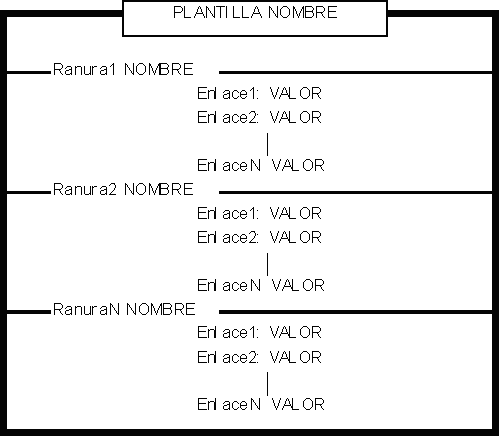 PLANTILLA NOMBRE
Ranura1 NOMBRE
Enlace1: VALOR
Enlace2: VALOR
EnlaceN VALOR
Ranura2 NOMBRE
Enlace1: VALOR
Enlace2: VALOR
EnlaceN VALOR
RanuraN NOMBRE
Enlace1: VALOR
Enlace2: VALOR
EnlaceN VALOR